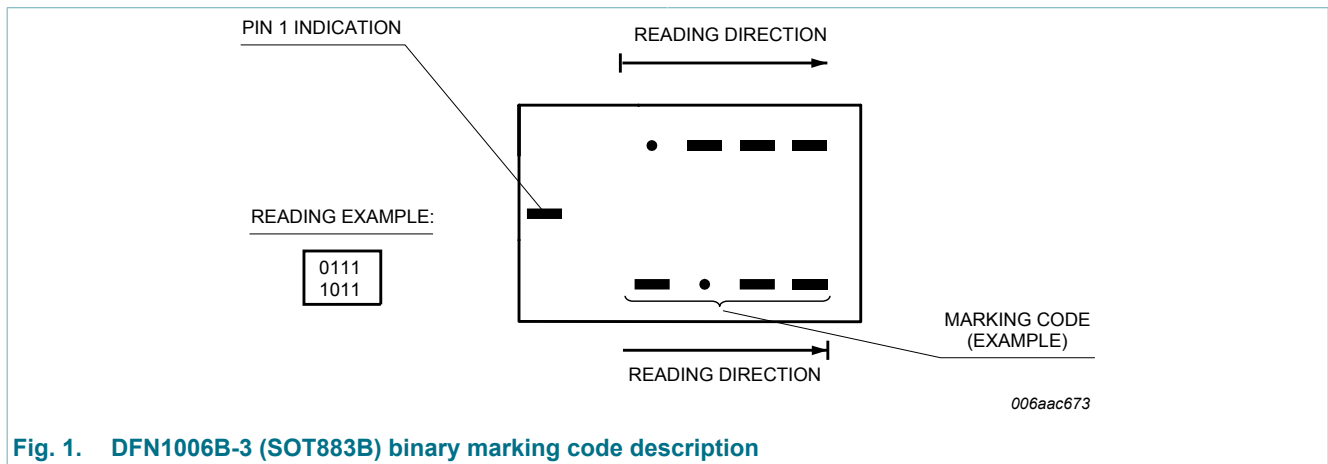 PIN 1 INDICATION
READING DIRECTION
READING EXAMPLE:
0111
1011
MARKING CODE
(EXAMPLE)
READING DIRECTION
006aac673
Fig. 1. DFN1006B-3 (SOT883B) binary marking code description